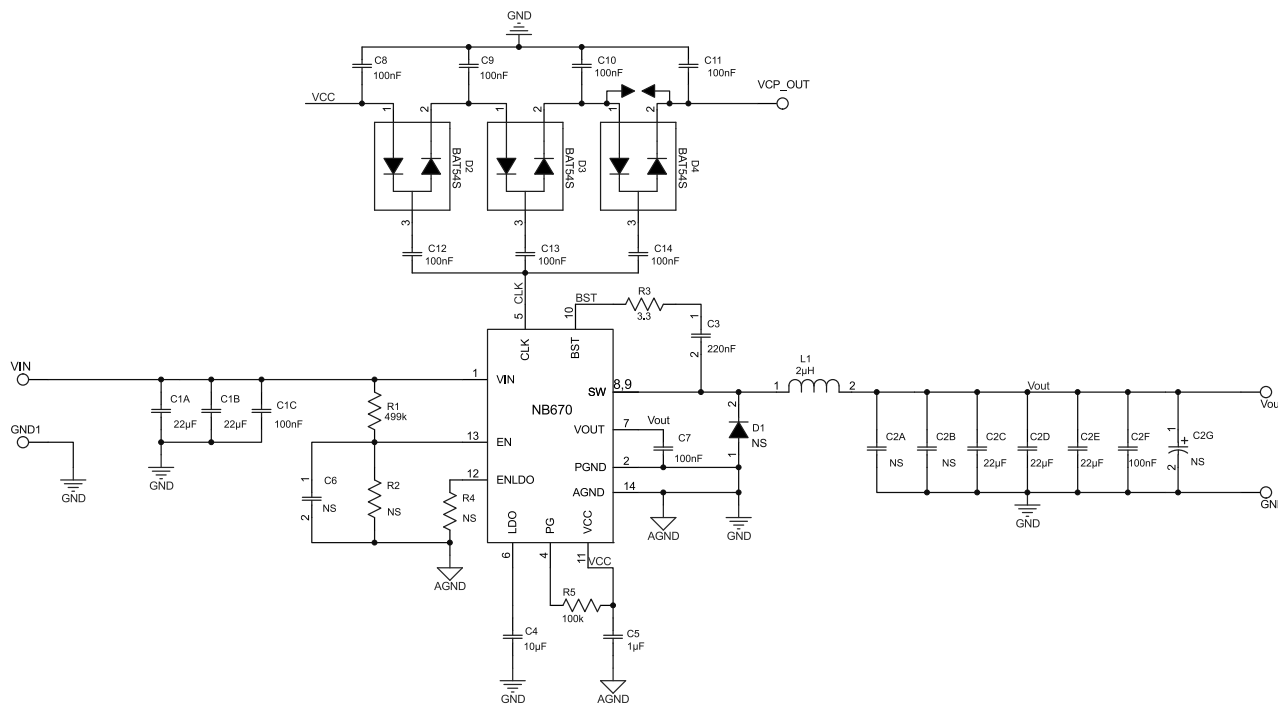 GND
C8
100nF
C9
100nF
C10
100nF
C11
100nF
VCC
VCP_OUT
1
2
1
2
1
2
D2
BAT54S
D3
BAT54S
D4
BAT54S
3
3
3
C12
100nF
C13
100nF
C14
100nF
CLK
5
BST
10
R3
3.3
1
C3
220nF
2
CLK
BST
VIN
1
VIN
SW
8,9
1
L1
2µH
2
Vout
Vou
C1A
22µF
C1B
22µF
C1C
100nF
R1
499k
NB670
GND1
GND
GND
13
EN
VOUT
7
Vout
C7
100nF
2
D1
NS
1
PGND
2
12
ENLDO
AGND
14
C6
1
NS
2
R2
NS
R4
NS
AGND
AGND
GND
C2A
NS
C2B
NS
C2C
22µF
C2D
22µF
C2E
22µF
C2F
100nF
1
+
C2G
NS
2
GND
GN
LDO
PG
VCC
6
4
11
VCC
R5
100k
C4
10µF
C5
1µF
GND
AGND